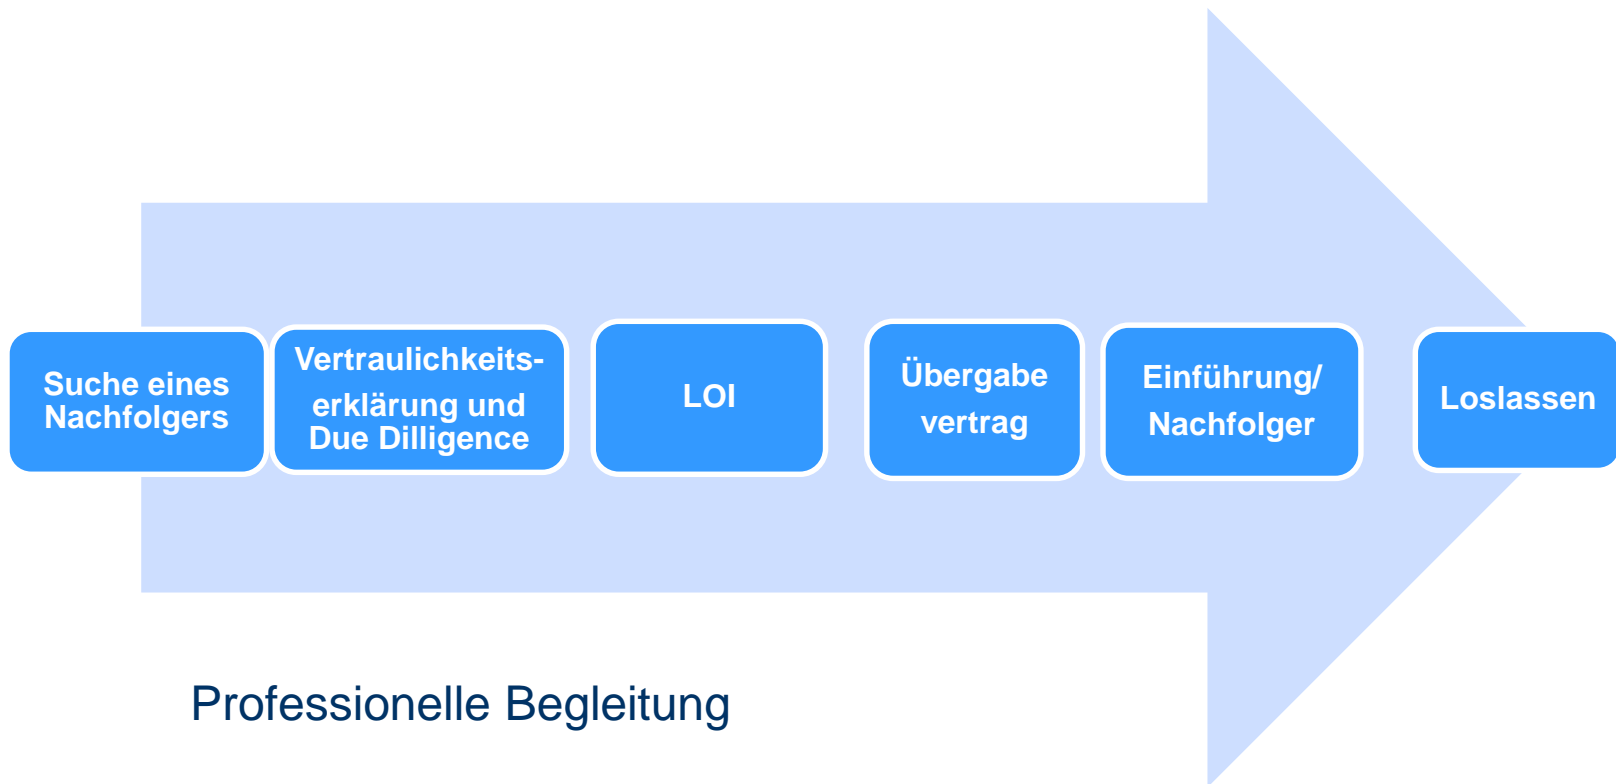 Suche eines
Nachfolgers
Vertraulichkeits-
erklärung und
Due Dilligence
LOI
Übergabe
vertrag
Einführung/
Nachfolger
Loslassen
Professionelle Begleitung